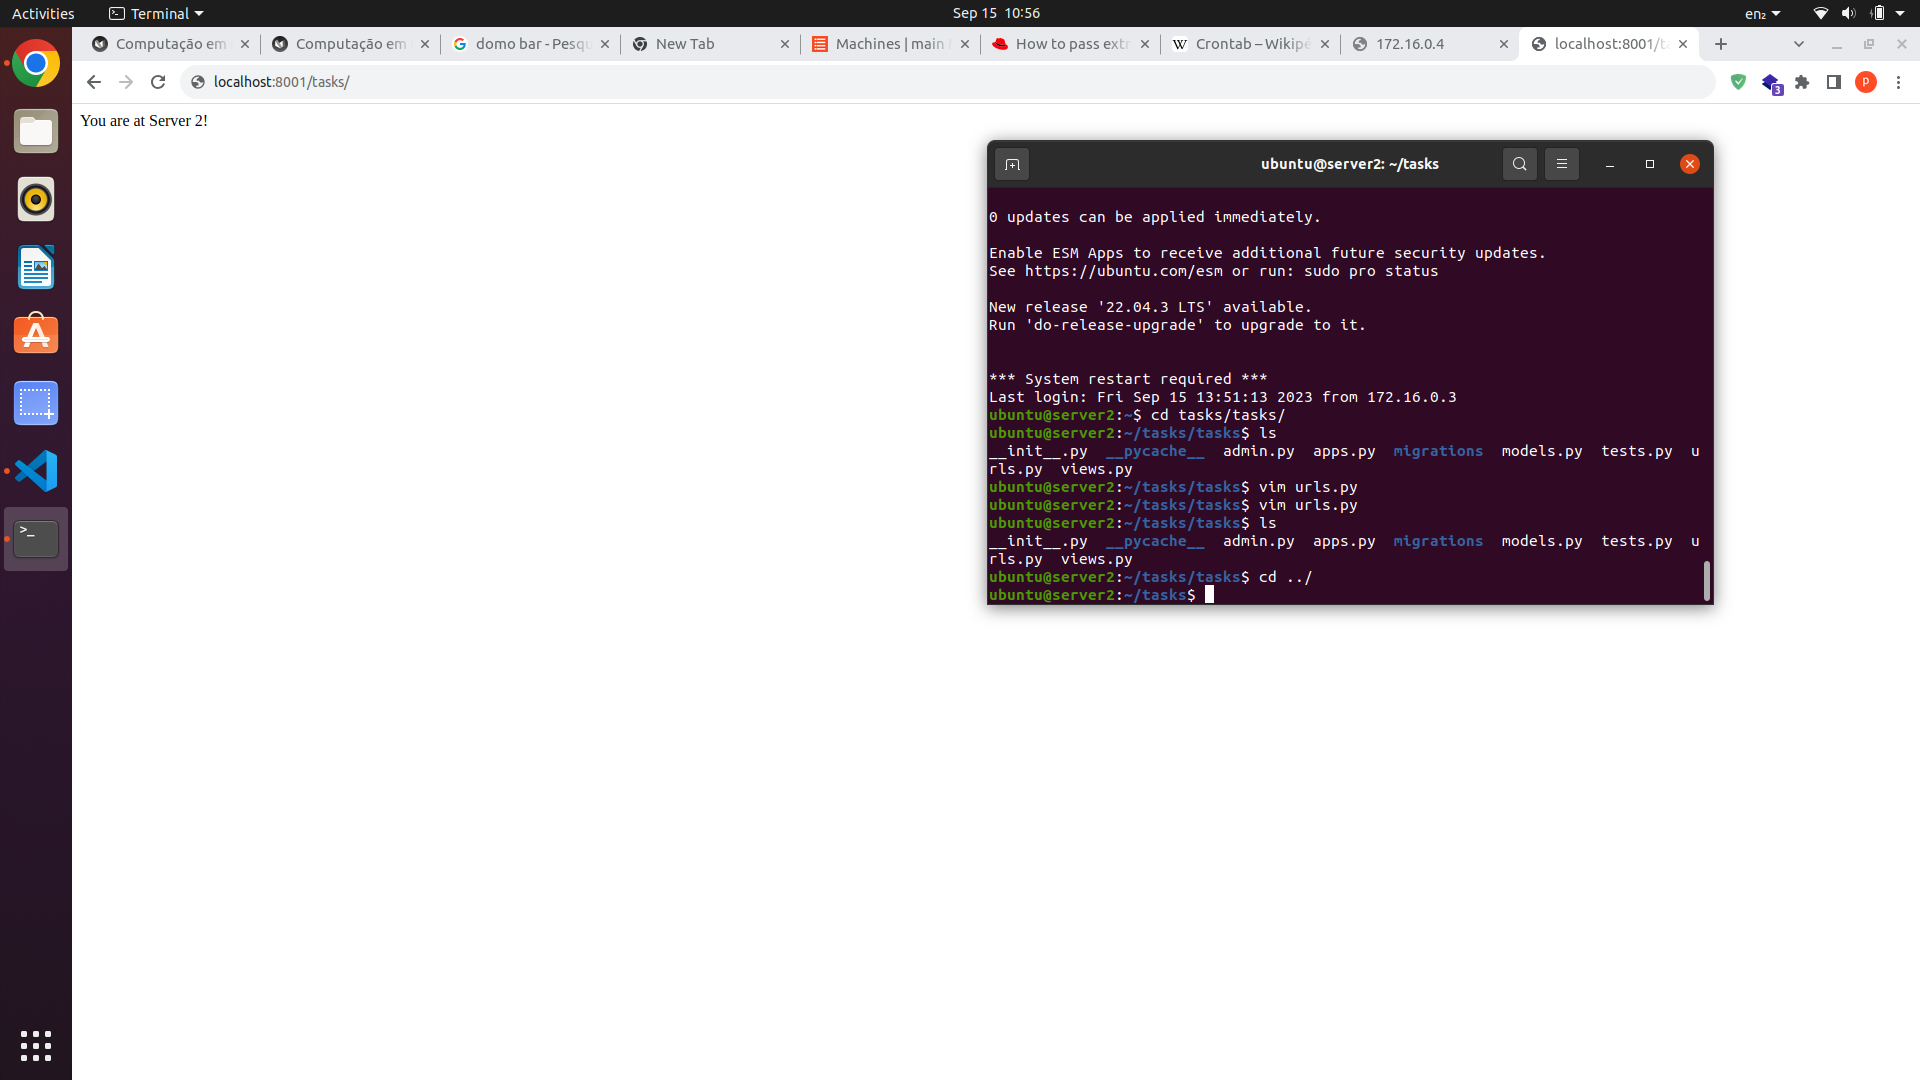 Activities
Terminal
Sep 15 10:56
en₂
Computação em
Computação em
domo bar - Pesqu
New Tab
Machines | main
How to pass extr
Crontab – Wikipé
172.16.0.4
localhost:8001/ta
localhost:8001/tasks/
3
p
You are at Server 2!
ubuntu@server2: ~/tasks
0 updates can be applied immediately.
Enable ESM Apps to receive additional future security updates.
See https://ubuntu.com/esm or run: sudo pro status
New release '22.04.3 LTS' available.
Run 'do-release-upgrade' to upgrade to it.
*** System restart required ***
Last login: Fri Sep 15 13:51:13 2023 from 172.16.0.3
ubuntu@server2:~$ cd tasks/tasks/
ubuntu@server2:~/tasks/tasks$ ls
__init__.py  __pycache__  admin.py  apps.py  migrations  models.py  tests.py  u
rls.py  views.py
ubuntu@server2:~/tasks/tasks$ vim urls.py
ubuntu@server2:~/tasks/tasks$ vim urls.py
ubuntu@server2:~/tasks/tasks$ ls
__init__.py  __pycache__  admin.py  apps.py  migrations  models.py  tests.py  u
rls.py  views.py
ubuntu@server2:~/tasks/tasks$ cd ../
ubuntu@server2:~/tasks$